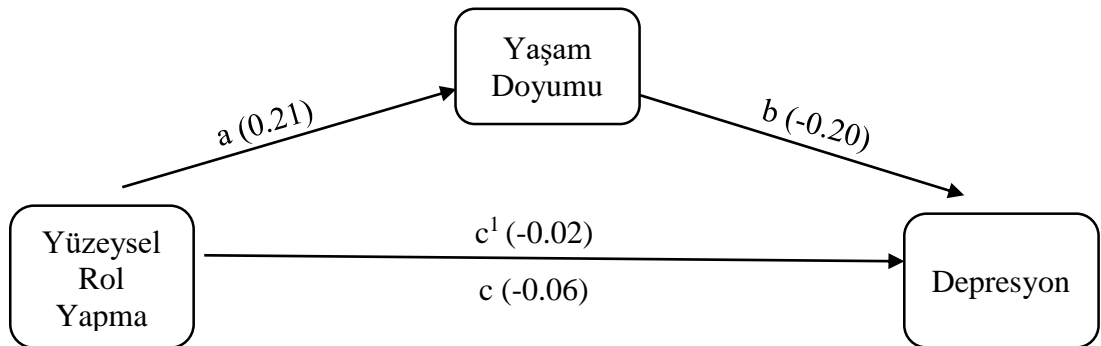 Yaşam
Doyumu
a (0.21)
b (-0.20)
Yüzeysel
Rol
Yapma
c¹ (-0.02)
c (-0.06)
Depresyon